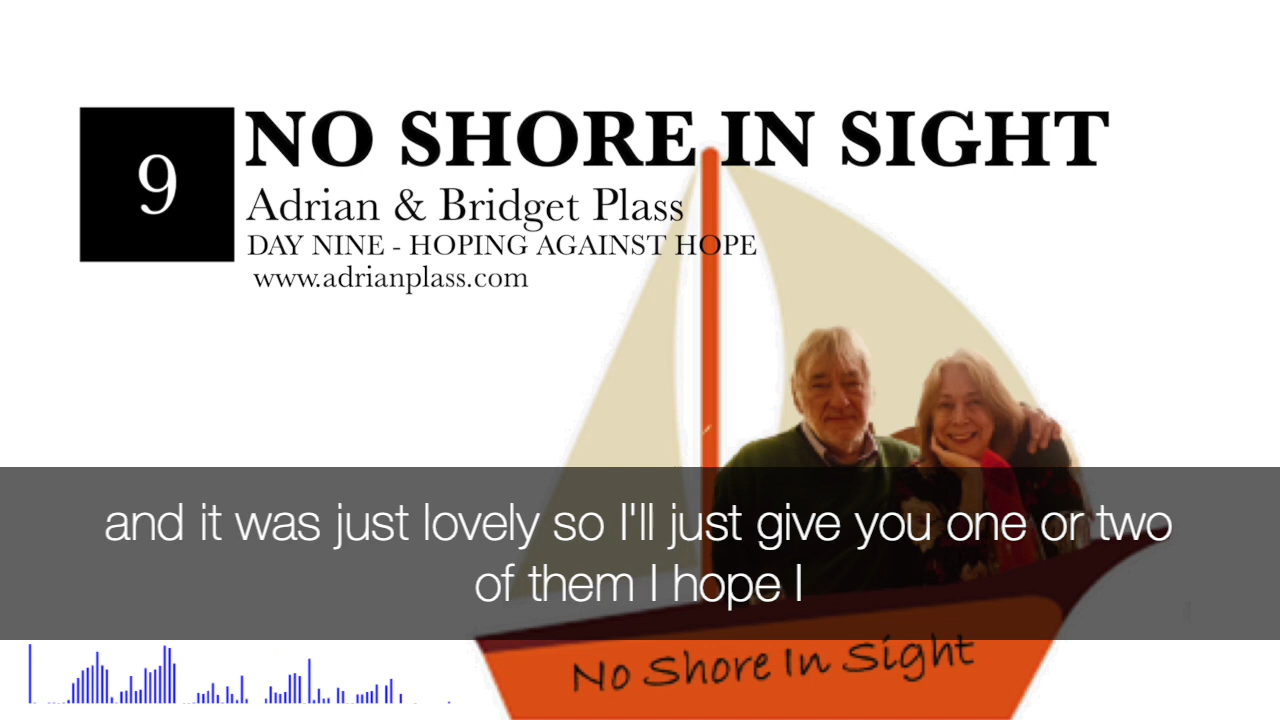 9
NO SHORE IN SIGHT
Adrian & Bridget Plass
DAY NINE - HOPING AGAINST HOPE
www.adrianplass.com
and it was just lovely so I'll just give you one or two
of them I hope I
No Shore In Sight